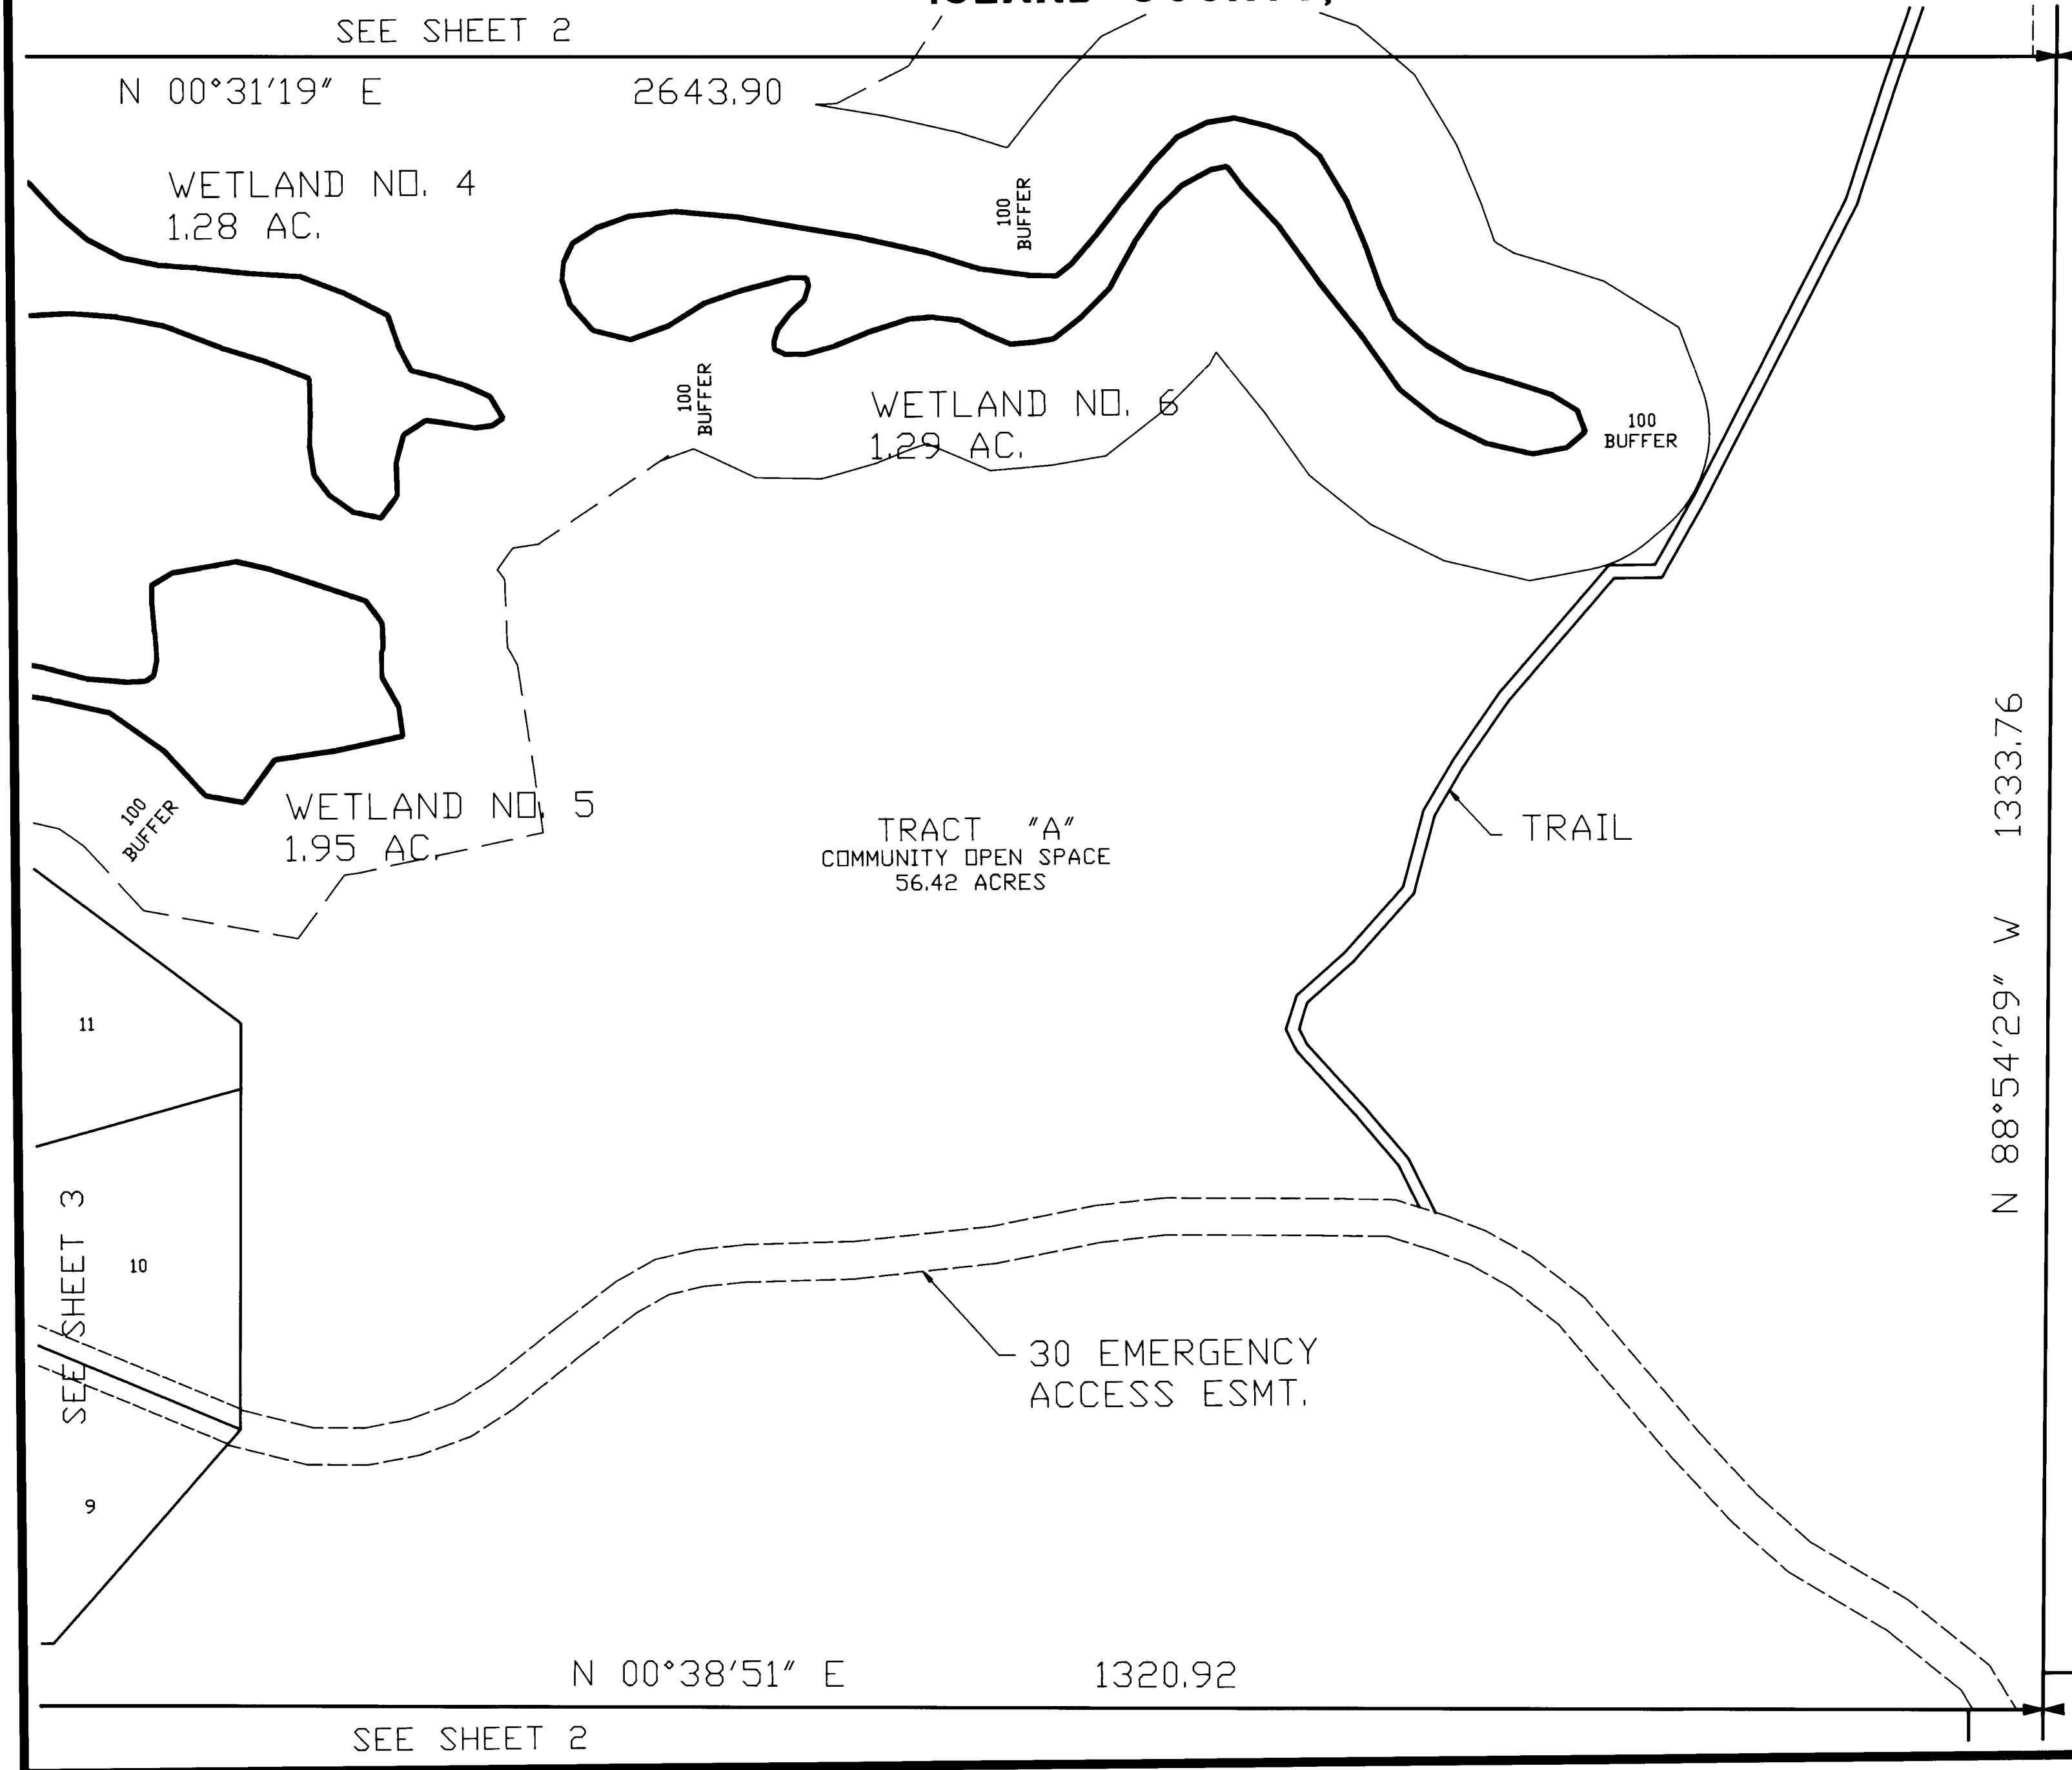 ISLAND COUNTY,
SEE SHEET 2
N 00°31'19" E 2643.90
WETLAND NO. 4
1.28 AC.
100
BUFFER
100
BUFFER
WETLAND NO. 6
1.29 AC.
100
BUFFER
WETLAND NO. 5
1.95 AC.
100
BUFFER
TRACT "A"
COMMUNITY OPEN SPACE
56.42 ACRES
TRAIL
N 88°54'29" W 1333.76
11
10
9
SEE SHEET 3
30 EMERGENCY
ACCESS ESMT.
N 00°38'51" E 1320.92
SEE SHEET 2